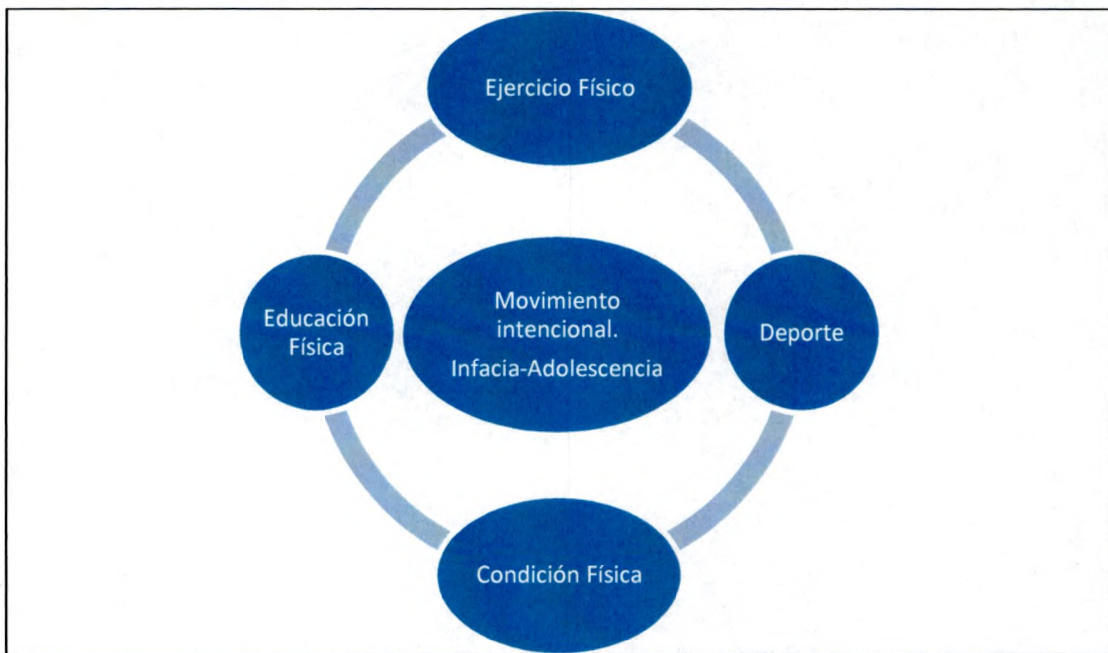 Ejercicio Físico
Educación
Física
Movimiento
intencional.
Infacia-Adolescencia
Deporte
Condición Física